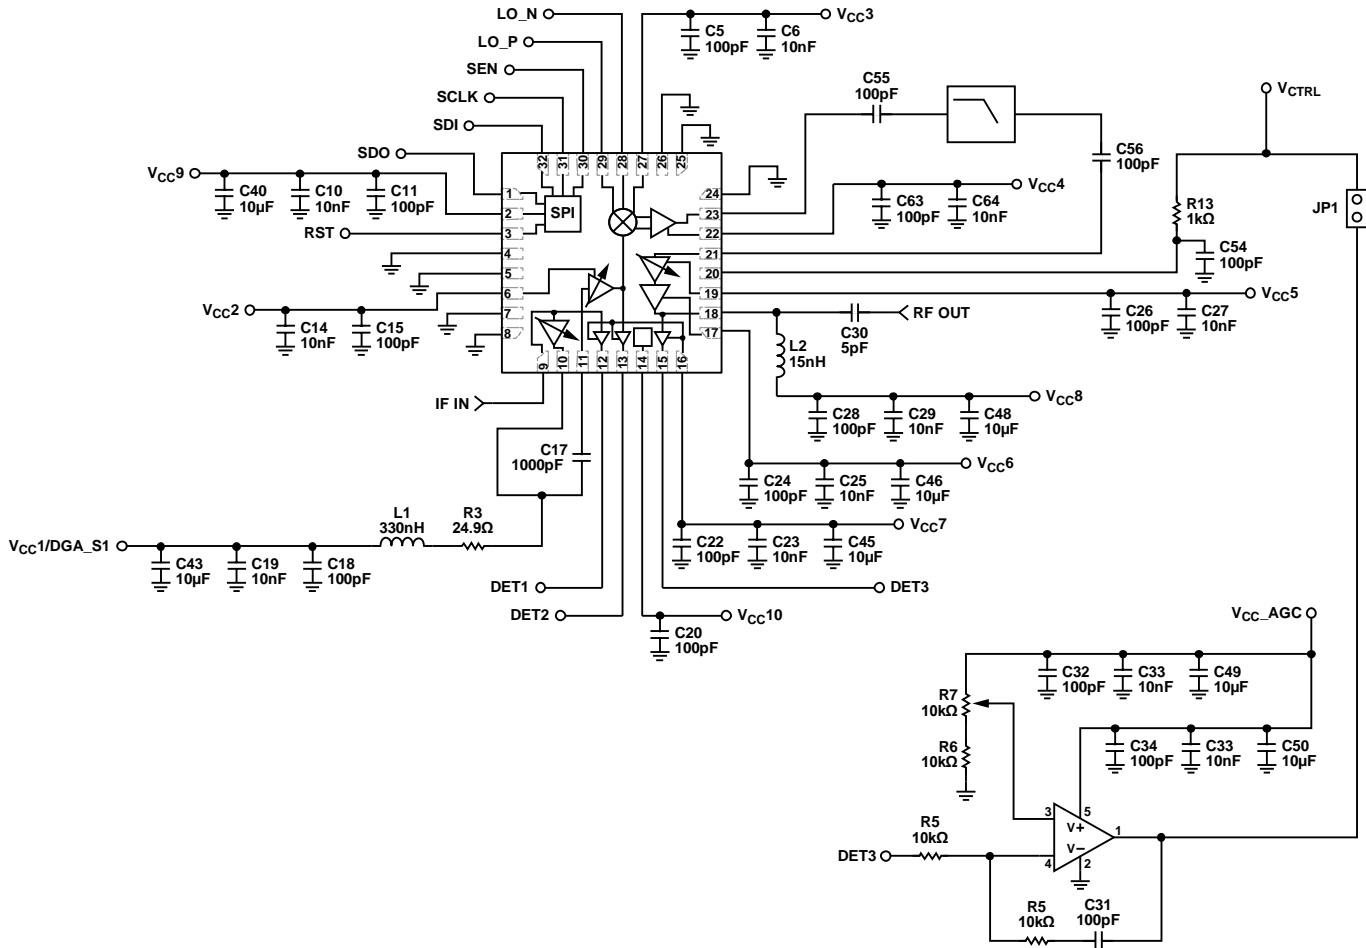 LO_N
VCC3
C5
100pF
C6
10nF
LO_P
SEN
SCLK
SDI
SDO
C55
100pF
VCTRL
C56
100pF
VCC9
C40
10µF
C10
10nF
C11
100pF
RST
32
31
30
29
28
27
26
25
1
2
3
4
5
6
7
8
SPI
24
23
22
21
20
19
18
17
9
10
11
12
13
14
15
16
C63
100pF
C64
10nF
VCC4
R13
1kΩ
JP1
C54
100pF
VCC2
C14
10nF
C15
100pF
C26
100pF
C27
10nF
VCC5
C30
5pF
RF OUT
L2
15nH
IF IN
VCC8
C28
100pF
C29
10nF
C48
10µF
C17
1000pF
VCC6
C24
100pF
C25
10nF
C46
10µF
VCC1/DGA_S1
L1
330nH
R3
24.9Ω
VCC7
C22
100pF
C23
10nF
C45
10µF
C43
10µF
C19
10nF
C18
100pF
DET1
DET3
DET2
VCC10
C20
100pF
VCC_AGC
C32
100pF
C33
10nF
C49
10µF
R7
10kΩ
R6
10kΩ
C34
100pF
C33
10nF
C50
10µF
3
5
V+
1
V–
4
2
R5
10kΩ
DET3
R5
10kΩ
C31
100pF